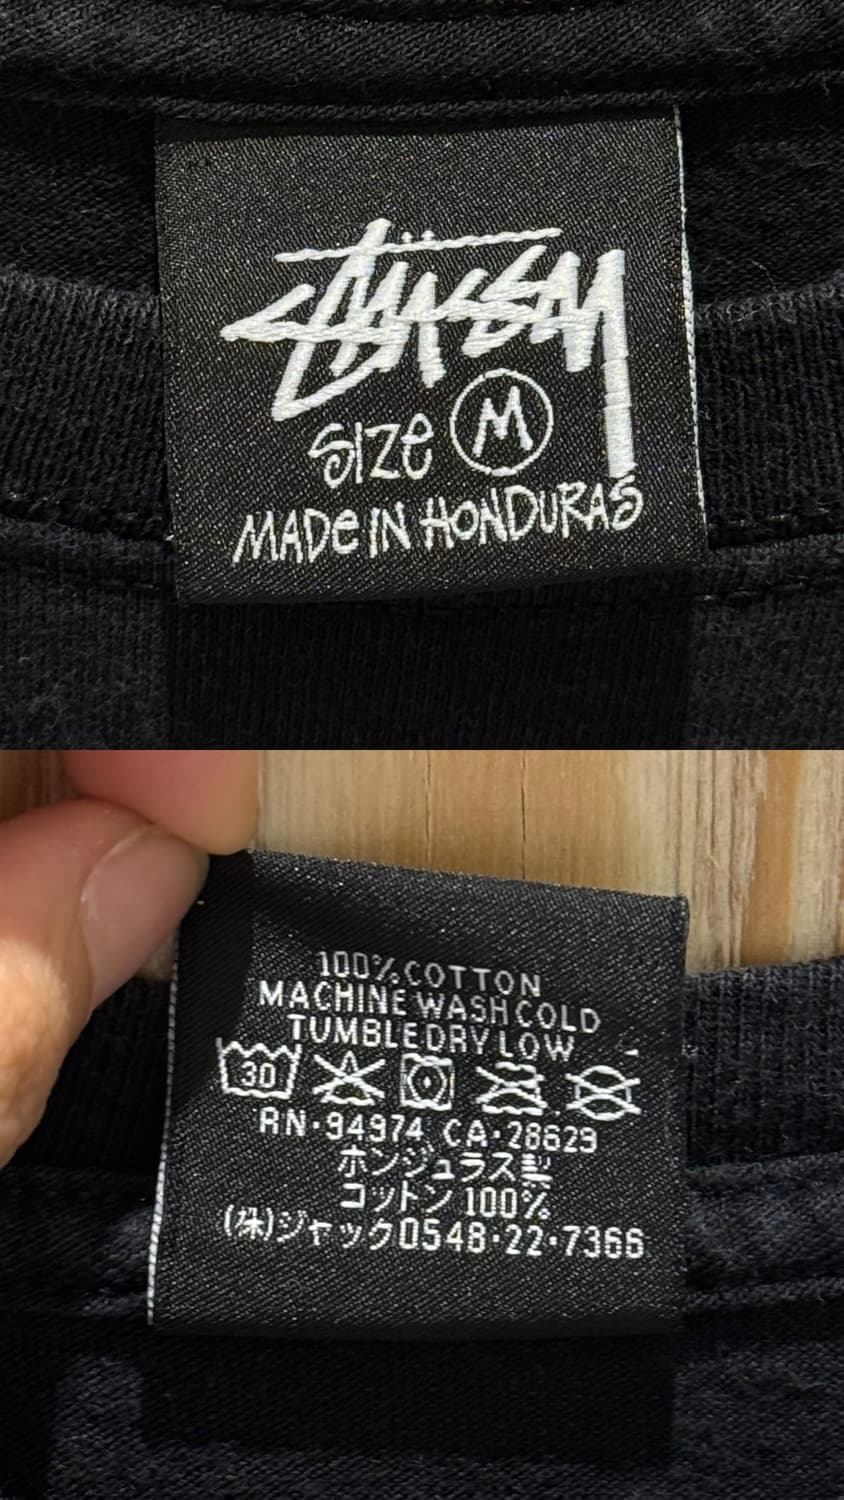 Stüssy
Size M
MADe IN HONDURAS
100% COTTON
MACHINE WASH COLD
TUMBLE DRY LOW
30
RN·94974 CA·28629
ホンジュラス製
コットン 100%
(株)ジャック0548·22·7366